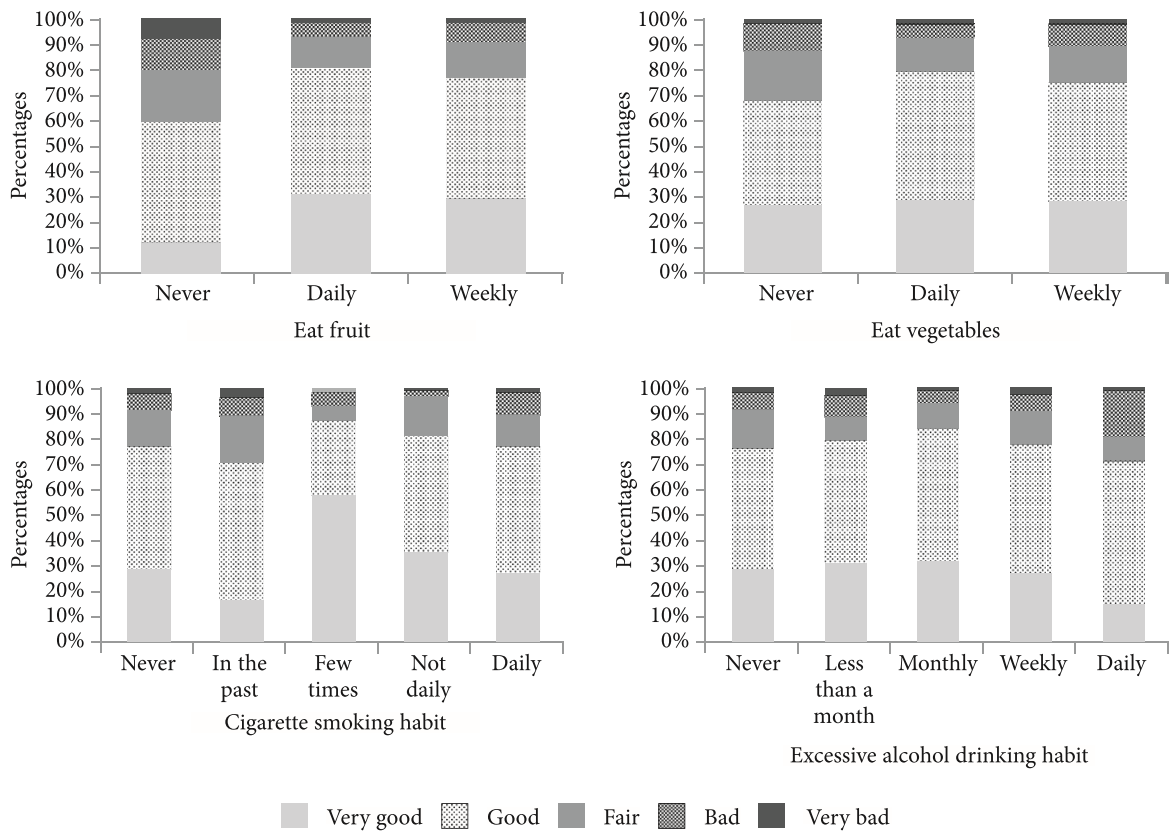 Percentages
100%
90%
80%
70%
60%
50%
40%
30%
20%
10%
0%
Never Daily Weekly
Eat fruit
Percentages
100%
90%
80%
70%
60%
50%
40%
30%
20%
10%
0%
Never Daily Weekly
Eat vegetables
Percentages
100%
90%
80%
70%
60%
50%
40%
30%
20%
10%
0%
Never In the Few Not Daily
past times daily
Cigarette smoking habit
Percentages
100%
90%
80%
70%
60%
50%
40%
30%
20%
10%
0%
Never Less Monthly Weekly Daily
than a
month
Excessive alcohol drinking habit
Very good Good Fair Bad Very bad